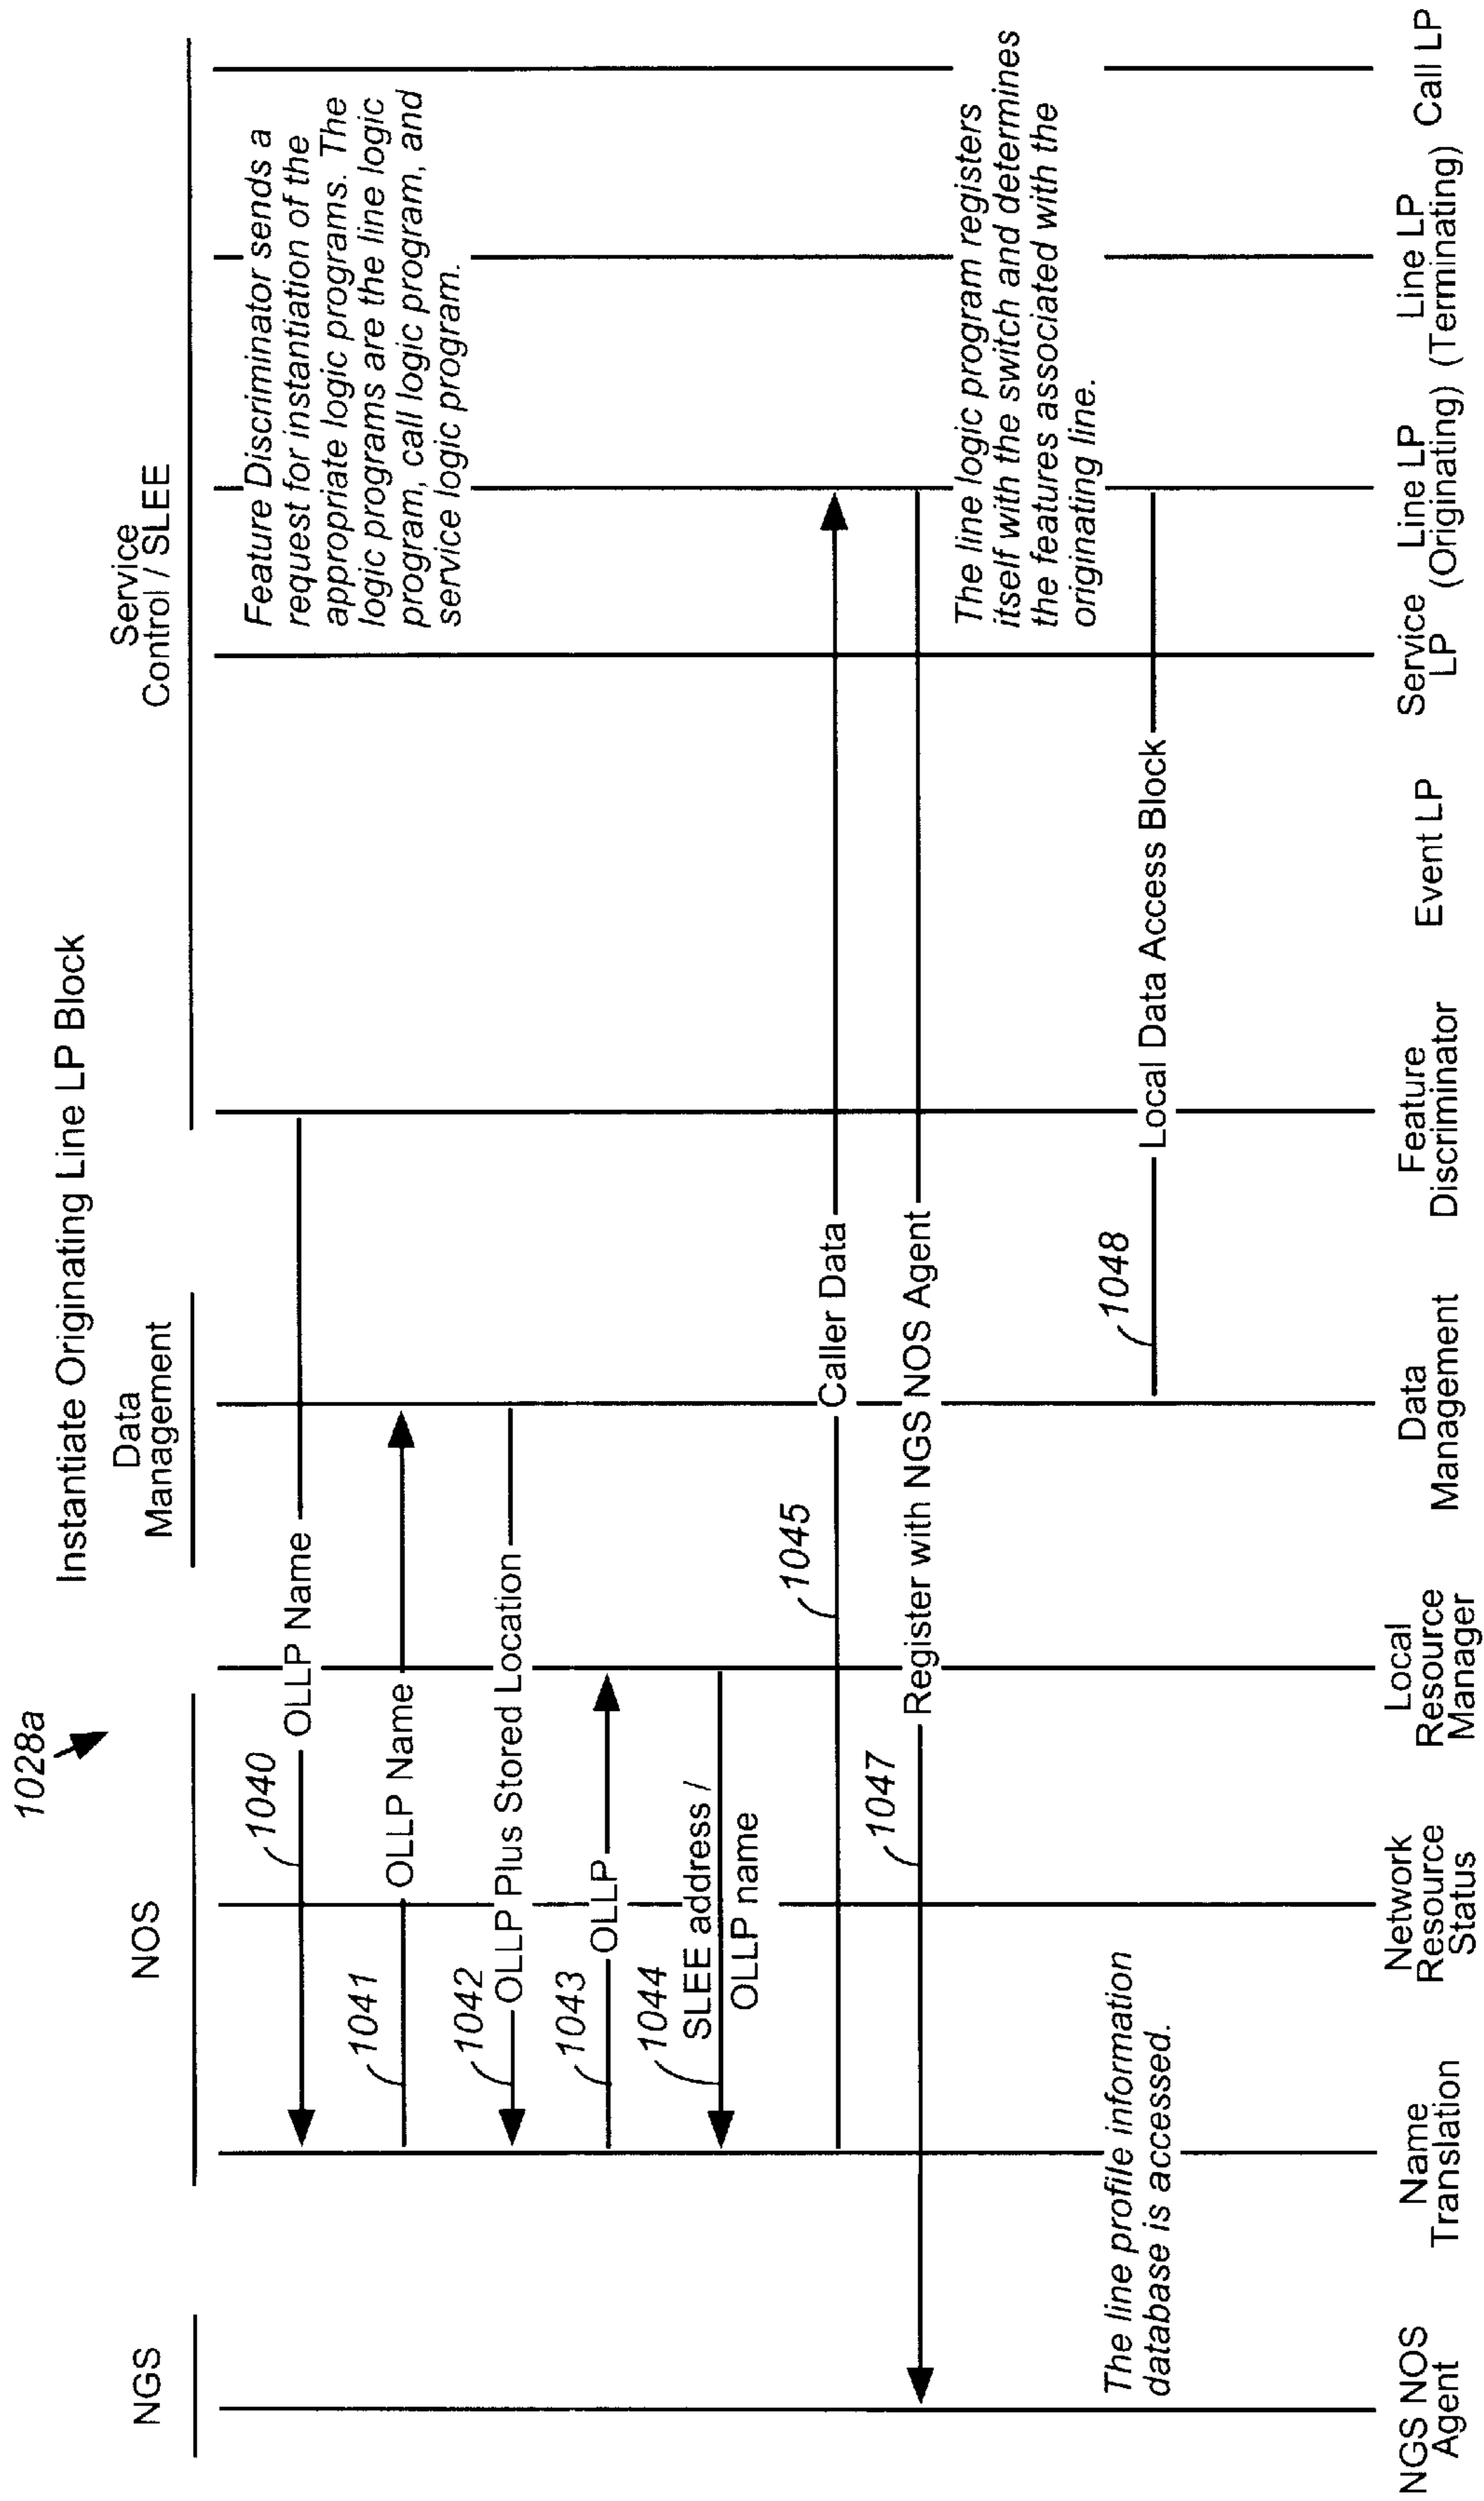 1028a
Instantiate Originating Line LP Block
NGS
NOS
Data
Management
Service
Control / SLEE
1040
OLLP Name
Feature Discriminator sends a
request for instantiation of the
appropriate logic programs. The
logic programs are the line logic
program, call logic program, and
service logic program.
1041
OLLP Name
1042
OLLP Plus Stored Location
1043
OLLP
1044
SLEE address /
OLLP name
1045
Caller Data
1047
Register with NGS NOS Agent
The line logic program registers
itself with the switch and determines
the features associated with the
originating line.
The line profile information
database is accessed.
1048
Local Data Access Block
NGS NOS
Agent
Name
Translation
Network
Resource
Status
Local
Resource
Manager
Data
Management
Feature
Discriminator
Event LP
Service
LP
Line LP
(Originating)
Line LP
(Terminating)
Call LP